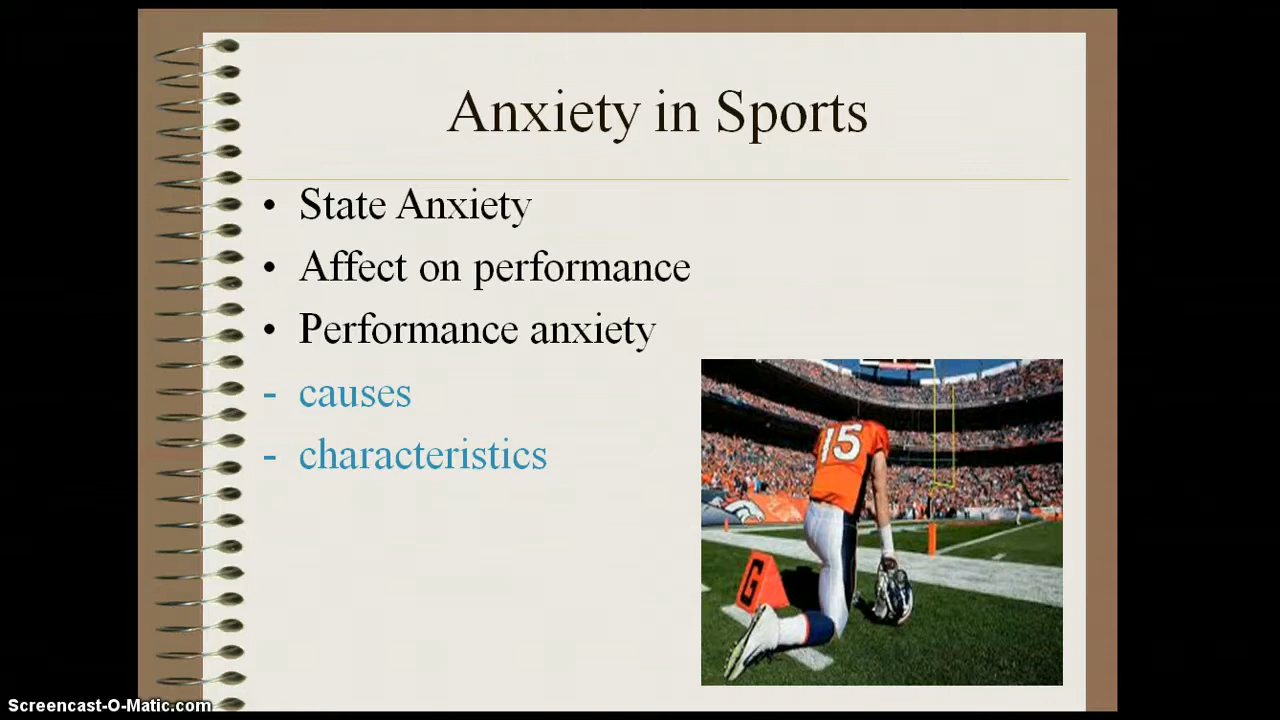 Anxiety in Sports
• State Anxiety
• Affect on performance
• Performance anxiety
- causes
- characteristics
15
G
Screencast-O-Matic.com